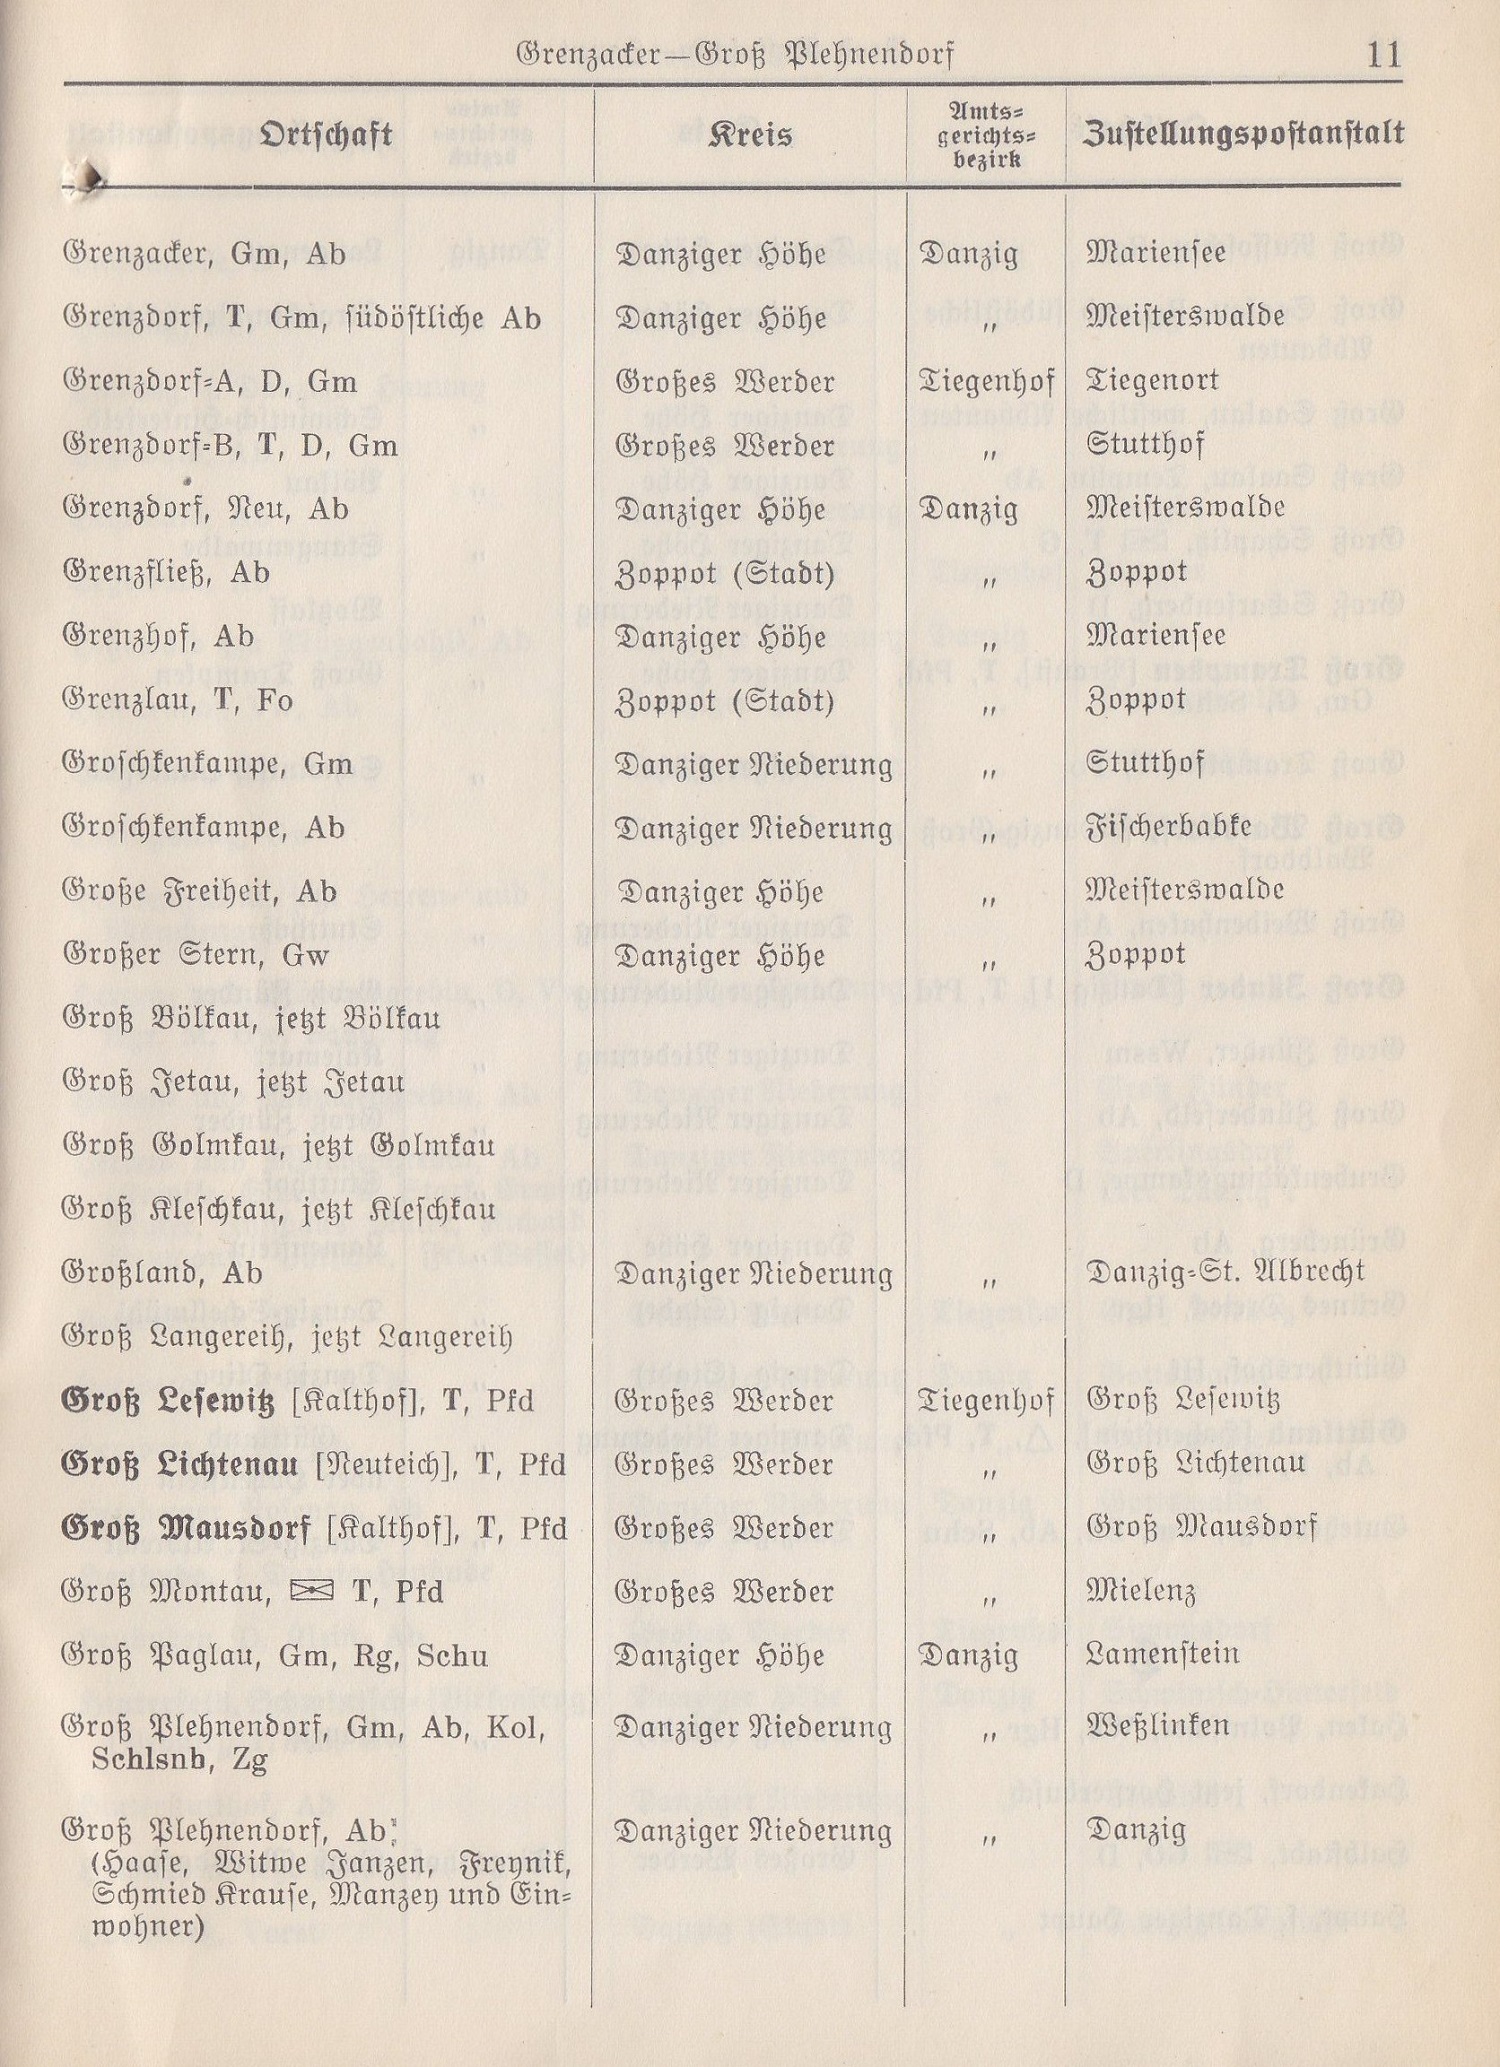 Grenzacker—Groß Plehnendorf 11
Ortschaft Kreis Amts-
gerichts-
bezirk Zustellungspostanstalt
Grenzacker, Gm, Ab Danziger Höhe Danzig Mariensee
Grenzdorf, T, Gm, südöstliche Ab Danziger Höhe „ Meisterswalde
Grenzdorf-A, D, Gm Großes Werder Tiegenhof Tiegenort
Grenzdorf-B, T, D, Gm Großes Werder „ Stutthof
Grenzdorf, Neu, Ab Danziger Höhe Danzig Meisterswalde
Grenzfließ, Ab Zoppot (Stadt) „ Zoppot
Grenzhof, Ab Danziger Höhe „ Mariensee
Grenzlau, T, Fo Zoppot (Stadt) „ Zoppot
Groschkenkampe, Gm Danziger Niederung „ Stutthof
Groschkenkampe, Ab Danziger Niederung „ Fischerbabke
Große Freiheit, Ab Danziger Höhe „ Meisterswalde
Großer Stern, Gw Danziger Höhe „ Zoppot
Groß Bölkau, jetzt Bölkau
Groß Jetau, jetzt Jetau
Groß Golmkau, jetzt Golmkau
Groß Kleschkau, jetzt Kleschkau
Großland, Ab Danziger Niederung „ Danzig-St. Albrecht
Groß Langereih, jetzt Langereih
Groß Lesewitz [Kalthof], T, Pfd Großes Werder Tiegenhof Groß Lesewitz
Groß Lichtenau [Neuteich], T, Pfd Großes Werder „ Groß Lichtenau
Groß Mausdorf [Kalthof], T, Pfd Großes Werder „ Groß Mausdorf
Groß Montau, T, Pfd Großes Werder „ Mielenz
Groß Paglau, Gm, Rg, Schu Danziger Höhe Danzig Lamenstein
Groß Plehnendorf, Gm, Ab, Kol, Danziger Niederung „ Weßlinken
Schlsnb, Zg
Groß Plehnendorf, Ab Danziger Niederung „ Danzig
(Haase, Witwe Janzen, Freynik,
Schmied Krause, Manzey und Ein-
wohner)